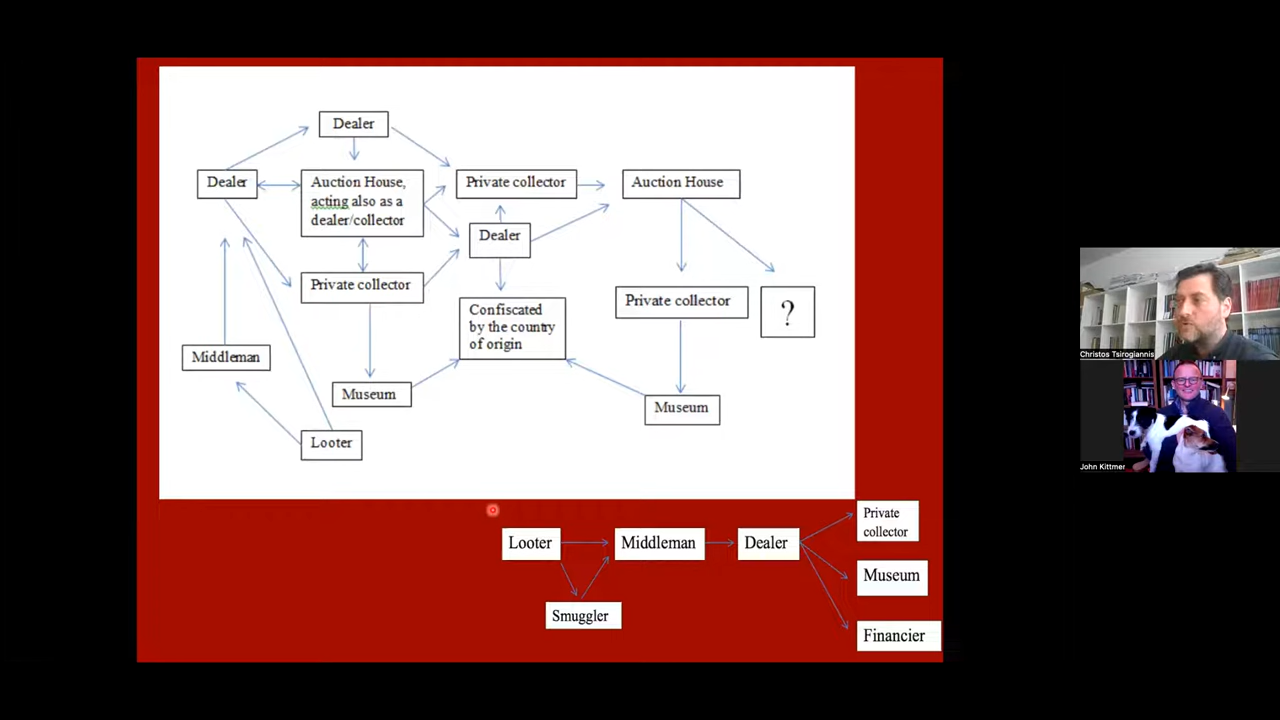 Dealer
Dealer
Auction House,
acting also as a
dealer/collector
Private collector
Auction House
Dealer
Private collector
Confiscated
by the country
of origin
Private collector
?
Middleman
Museum
Museum
Looter
Private
collector
Looter
Middleman
Dealer
Museum
Smuggler
Financier
Christos Tsirogiannis
John Kittmer